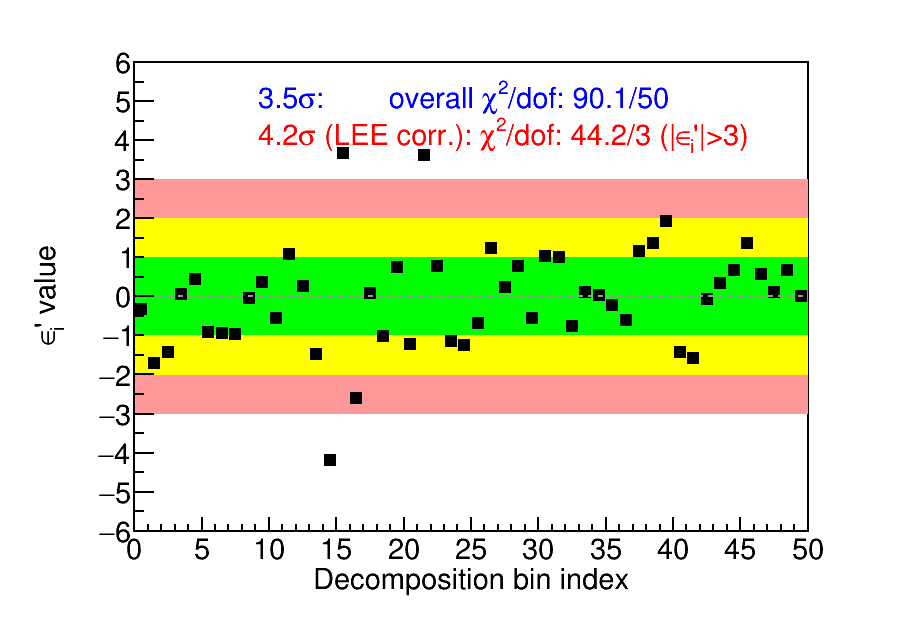 3.5σ: overall χ²/dof: 90.1/50
4.2σ (LEE corr.): χ²/dof: 44.2/3 (|ϵᵢ'|>3)
ϵᵢ' value
6
5
4
3
2
1
0
−1
−2
−3
−4
−5
−6
0 5 10 15 20 25 30 35 40 45 50
Decomposition bin index